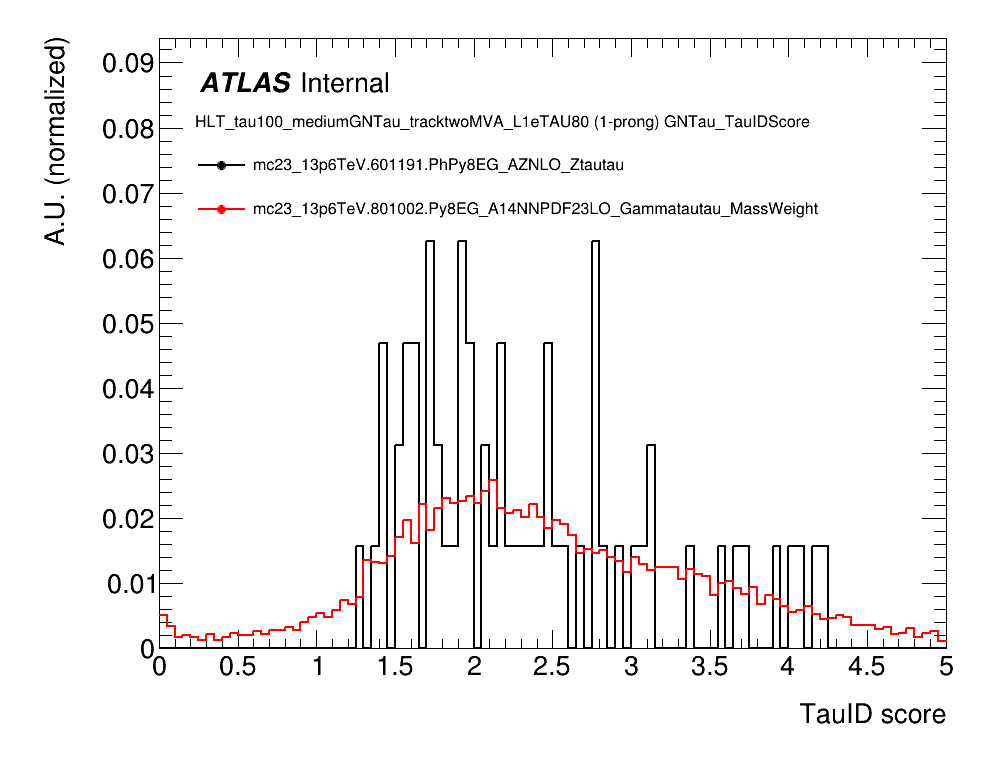 A.U. (normalized)
0.09
0.08
0.07
0.06
0.05
0.04
0.03
0.02
0.01
0
ATLAS Internal
HLT_tau100_mediumGNTau_tracktwoMVA_L1eTAU80 (1-prong) GNTau_TauIDScore
mc23_13p6TeV.601191.PhPy8EG_AZNLO_Ztautau
mc23_13p6TeV.801002.Py8EG_A14NNPDF23LO_Gammatautau_MassWeight
0 0.5 1 1.5 2 2.5 3 3.5 4 4.5 5
TauID score